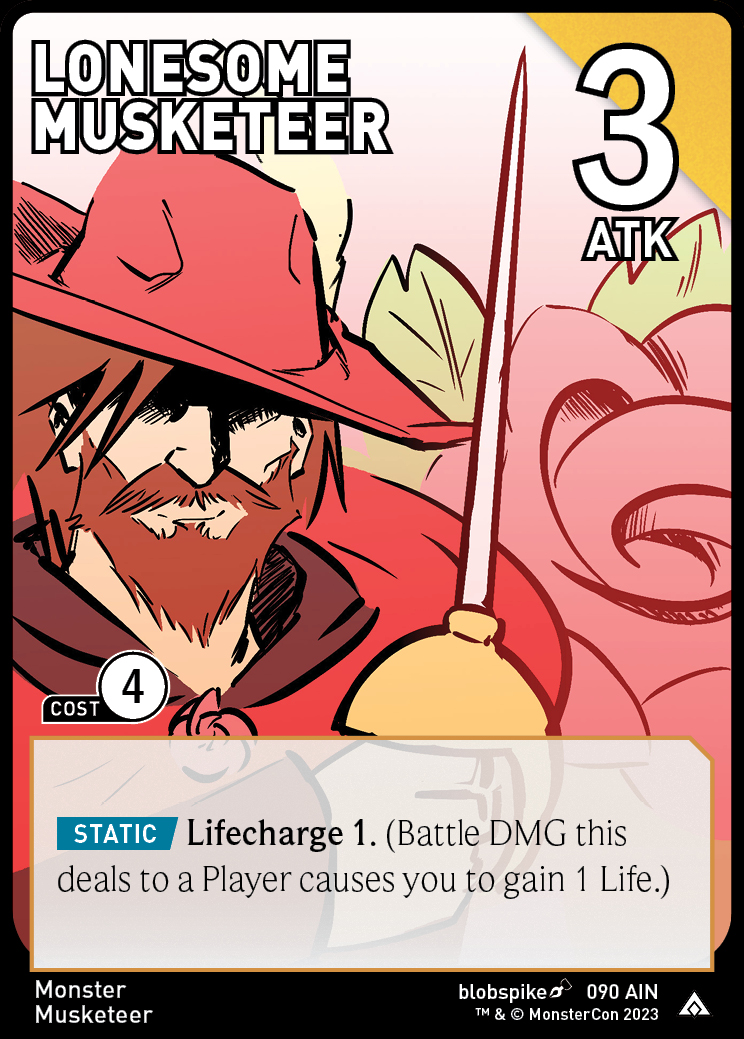 LONESOME
MUSKETEER
3
ATK
COST 4
STATIC Lifecharge 1. (Battle DMG this
deals to a Player causes you to gain 1 Life.)
Monster
Musketeer
blobspike 090 AIN
™ & © MonsterCon 2023